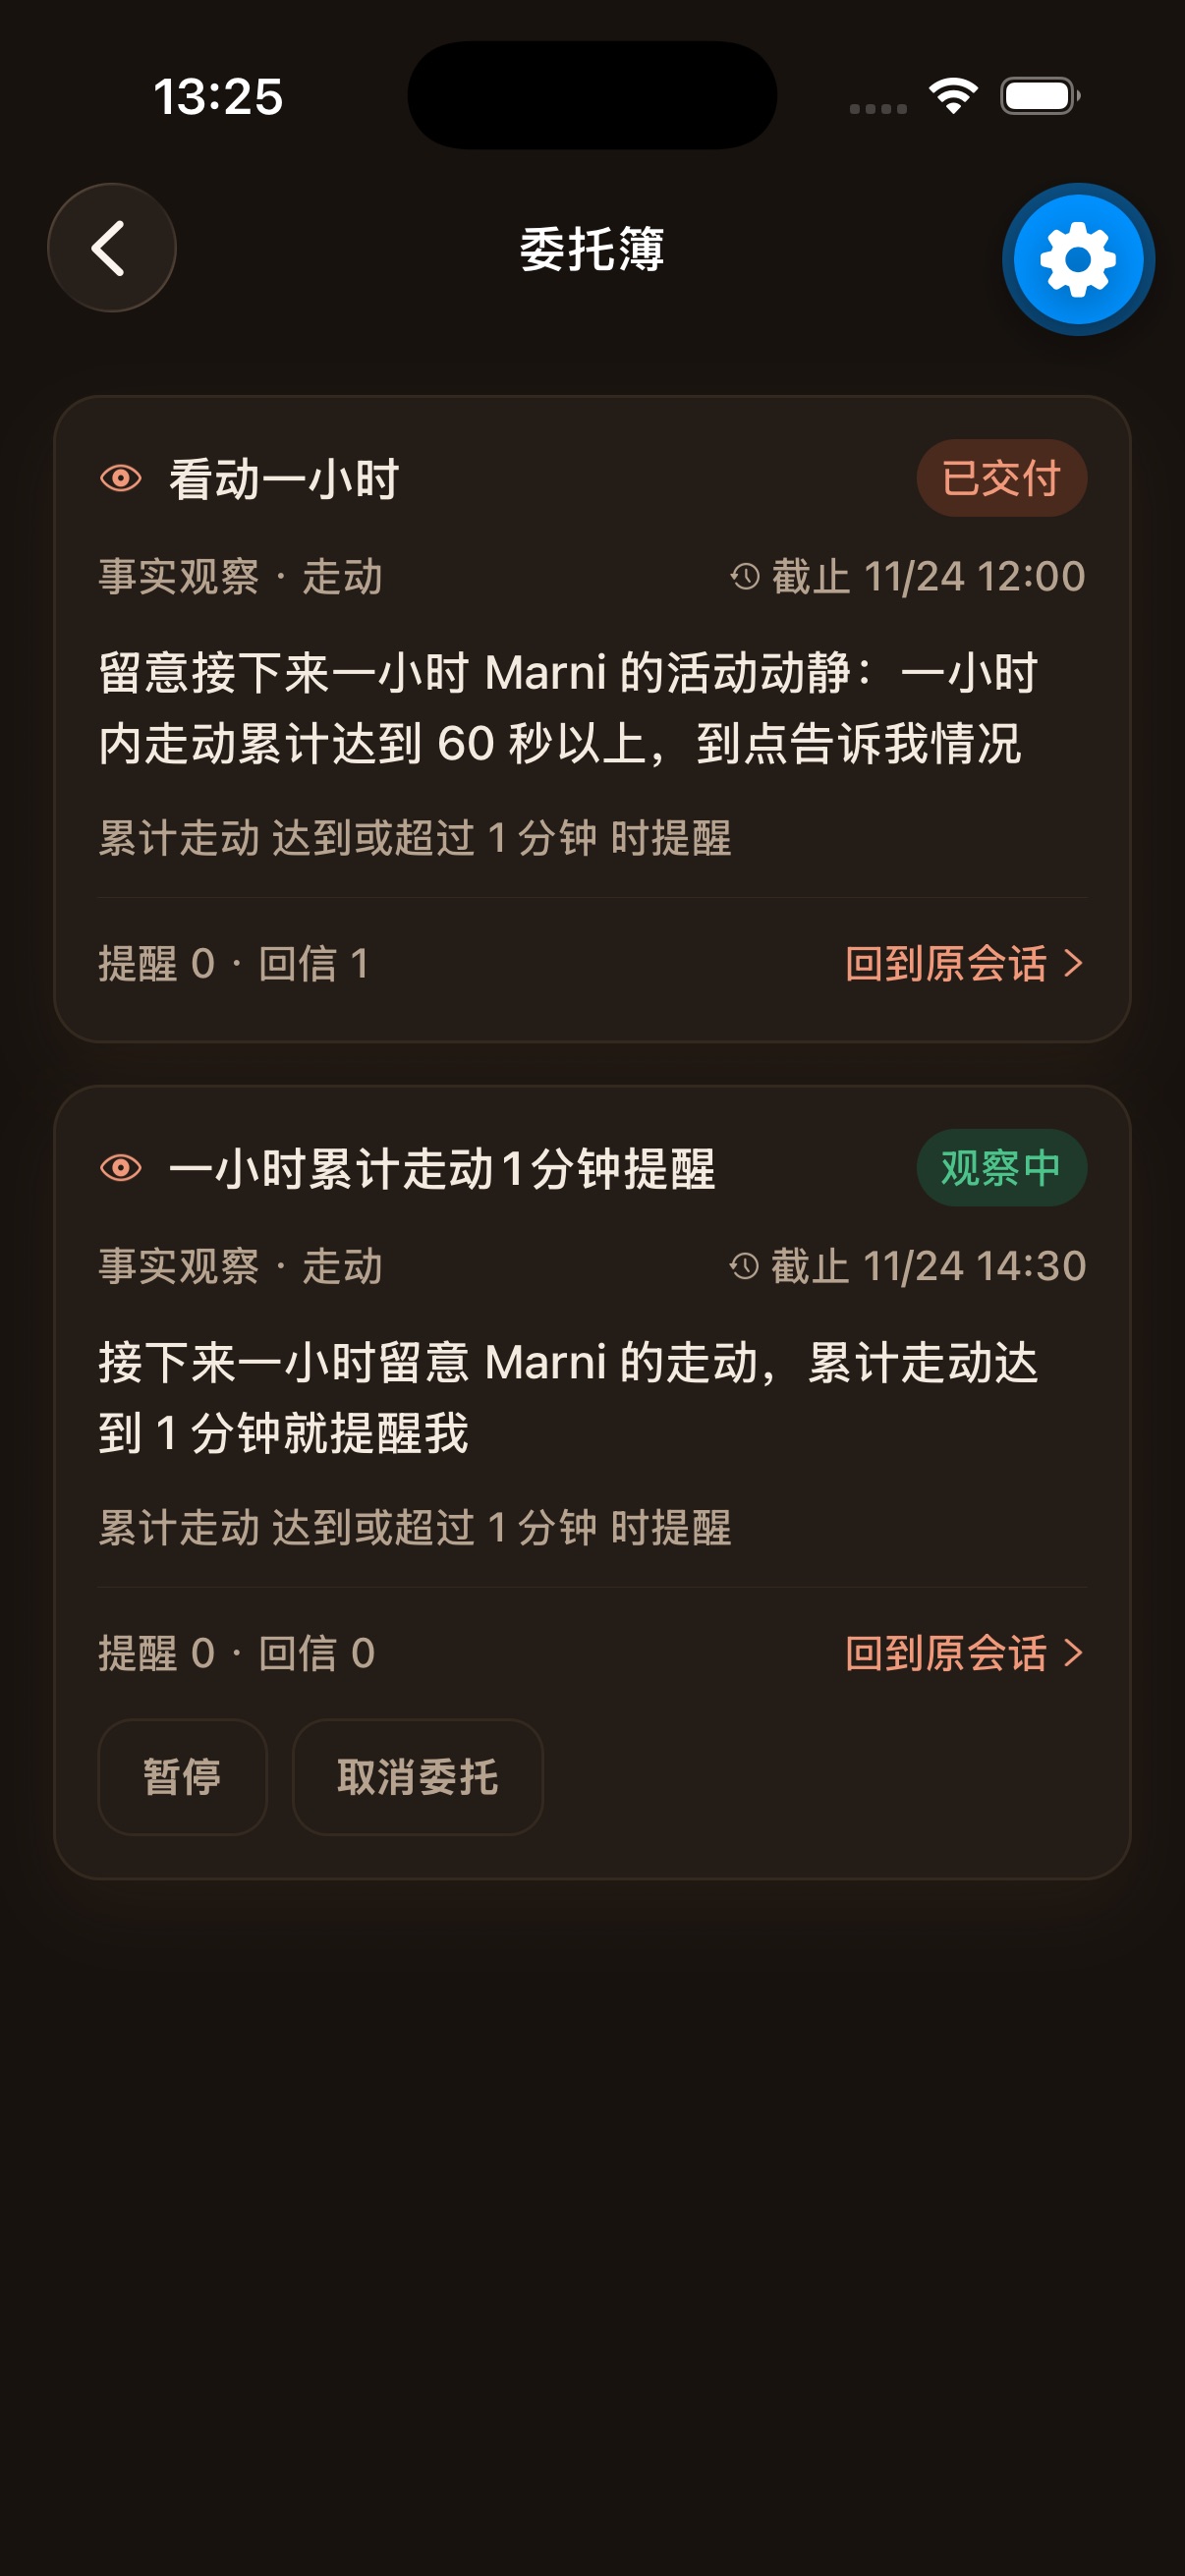 13:25
委托簿
看动一小时
已交付
事实观察 · 走动
截止 11/24 12:00
留意接下来一小时 Marni 的活动动静：一小时
内走动累计达到 60 秒以上，到点告诉我情况
累计走动 达到或超过 1 分钟 时提醒
提醒 0 · 回信 1
回到原会话
一小时累计走动1分钟提醒
观察中
事实观察 · 走动
截止 11/24 14:30
接下来一小时留意 Marni 的走动，累计走动达
到 1 分钟就提醒我
累计走动 达到或超过 1 分钟 时提醒
提醒 0 · 回信 0
回到原会话
暂停
取消委托